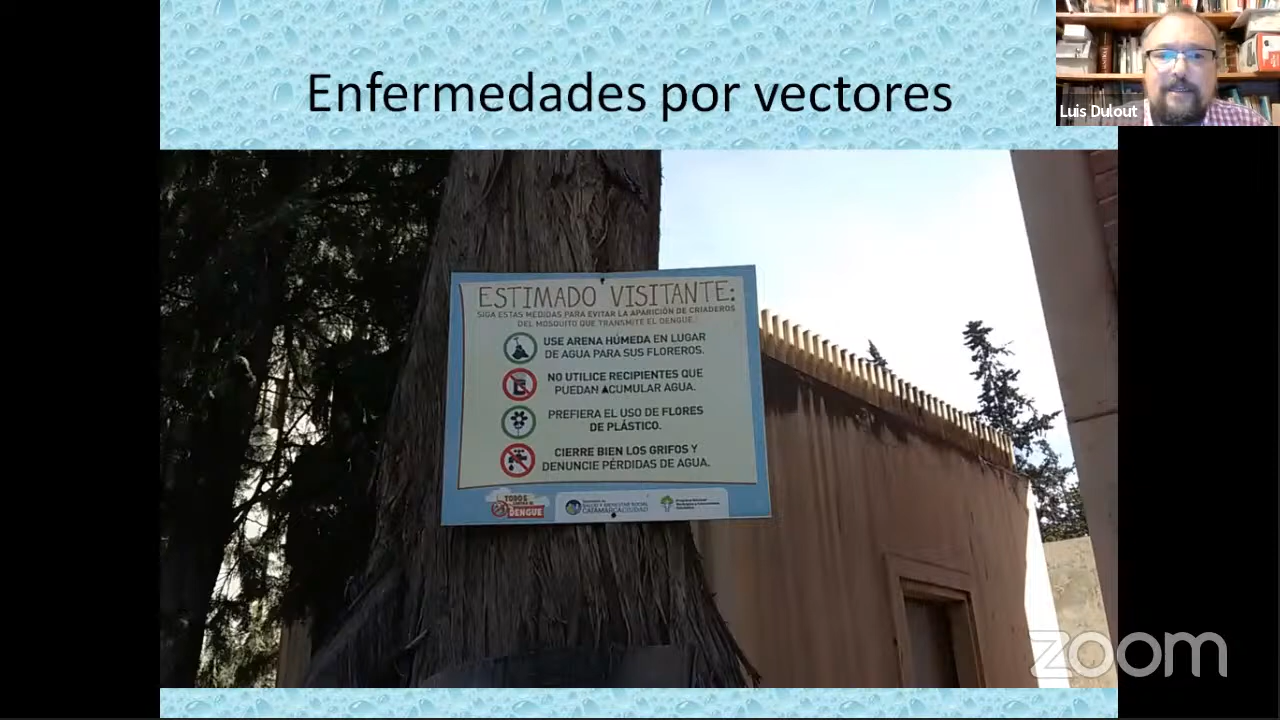 Enfermedades por vectores
Luis Dulout
ESTIMADO VISITANTE:
SIGA ESTAS MEDIDAS PARA EVITAR LA APARICIÓN DE CRIADEROS
DEL MOSQUITO QUE TRANSMITE EL DENGUE.
USE ARENA HÚMEDA EN LUGAR
DE AGUA PARA SUS FLOREROS.
NO UTILICE RECIPIENTES QUE
PUEDAN ACUMULAR AGUA.
PREFIERA EL USO DE FLORES
DE PLÁSTICO.
CIERRE BIEN LOS GRIFOS Y
DENUNCIE PÉRDIDAS DE AGUA.
TODOS
DENGUE
CATAMARCA CIUDAD
zoom